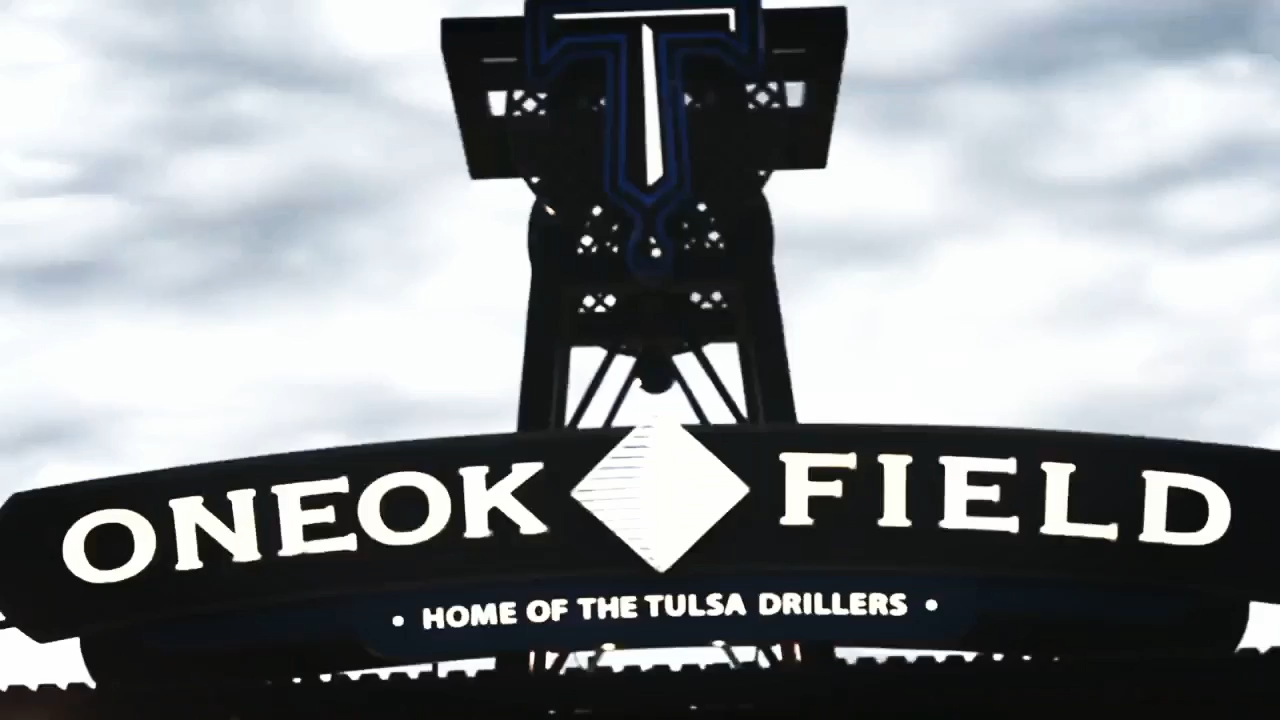 T
ONEOK FIELD
• HOME OF THE TULSA DRILLERS •